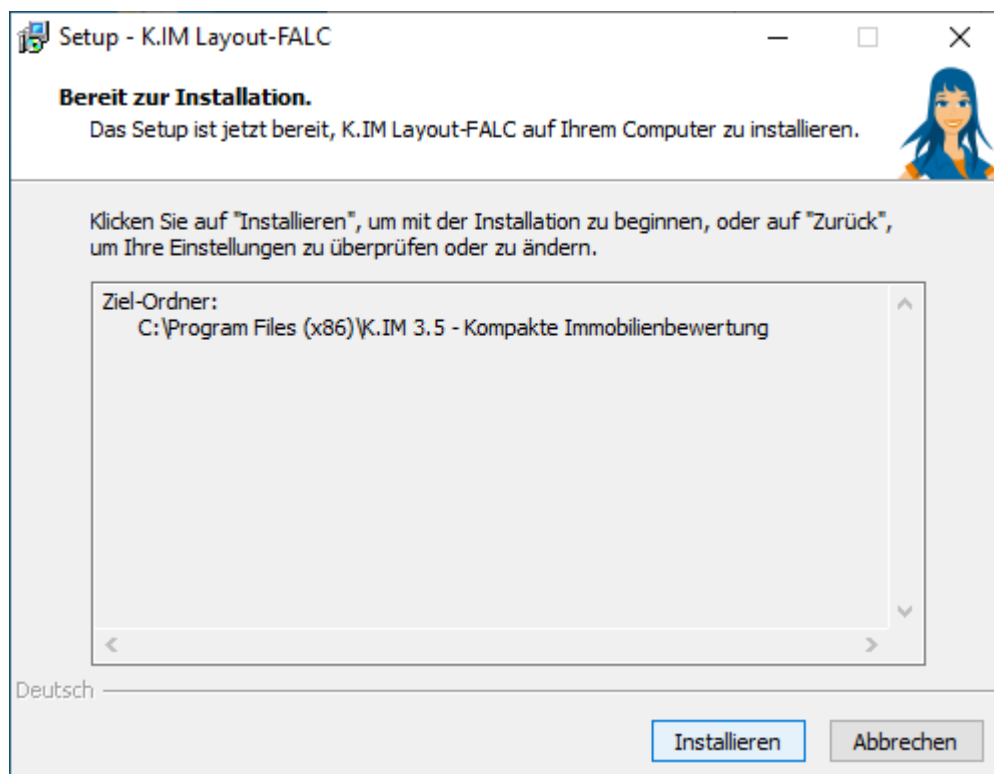 Setup - K.IM Layout-FALC
Bereit zur Installation.
Das Setup ist jetzt bereit, K.IM Layout-FALC auf Ihrem Computer zu installieren.
Klicken Sie auf "Installieren", um mit der Installation zu beginnen, oder auf "Zurück",
um Ihre Einstellungen zu überprüfen oder zu ändern.
Ziel-Ordner:
C:\Program Files (x86)\K.IM 3.5 - Kompakte Immobilienbewertung
Deutsch
Installieren Abbrechen